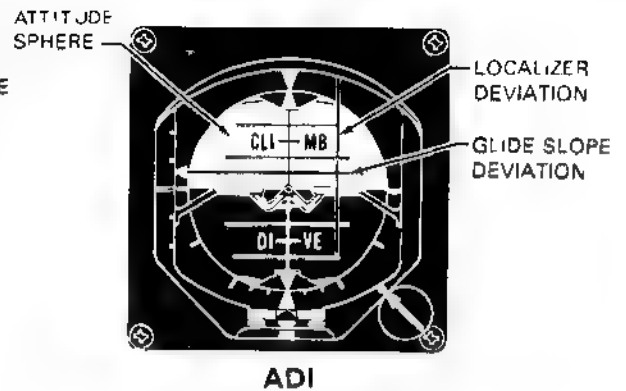 ATTITUDE
SPHERE
E
LOCALIZER
DEVIATION
GLIDE SLOPE
DEVIATION
CLI MB
DI VE
ADI